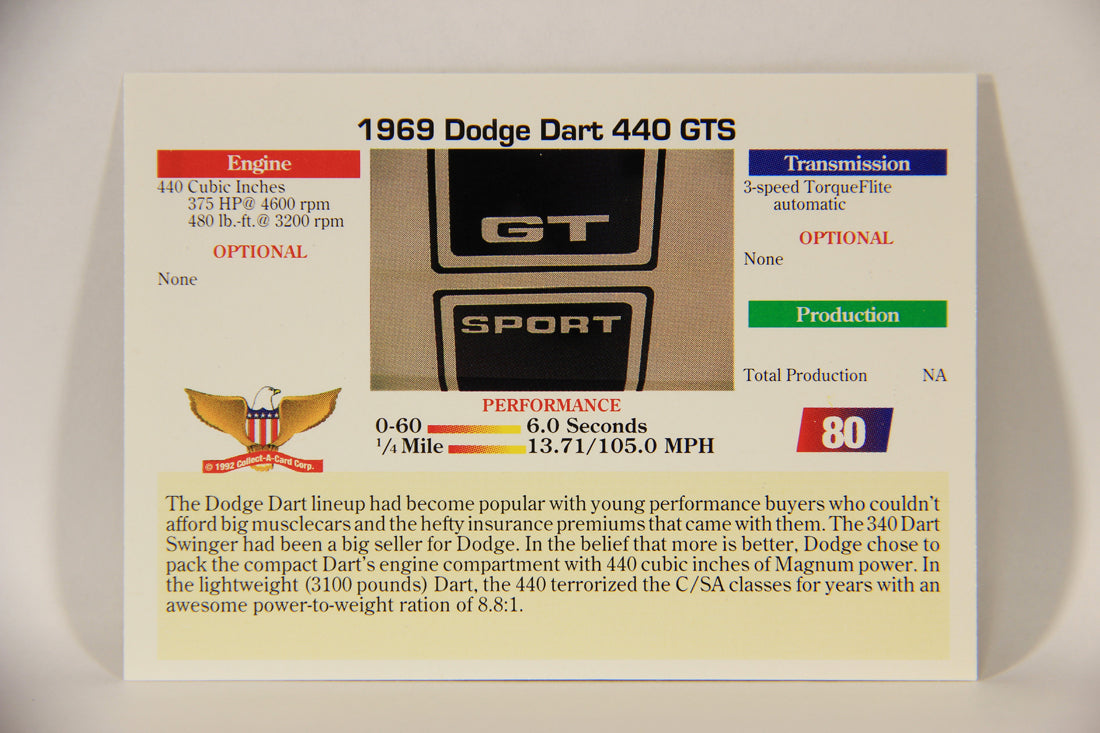 1969 Dodge Dart 440 GTS
Engine
440 Cubic Inches
375 HP@ 4600 rpm
480 lb.-ft.@ 3200 rpm
OPTIONAL
None
GT
SPORT
Transmission
3-speed TorqueFlite
automatic
OPTIONAL
None
Production
Total Production NA
PERFORMANCE
0-60 6.0 Seconds
1/4 Mile 13.71/105.0 MPH
© 1992 Collect-A-Card Corp.
80
The Dodge Dart lineup had become popular with young performance buyers who couldn't
afford big musclecars and the hefty insurance premiums that came with them. The 340 Dart
Swinger had been a big seller for Dodge. In the belief that more is better, Dodge chose to
pack the compact Dart's engine compartment with 440 cubic inches of Magnum power. In
the lightweight (3100 pounds) Dart, the 440 terrorized the C/SA classes for years with an
awesome power-to-weight ration of 8.8:1.